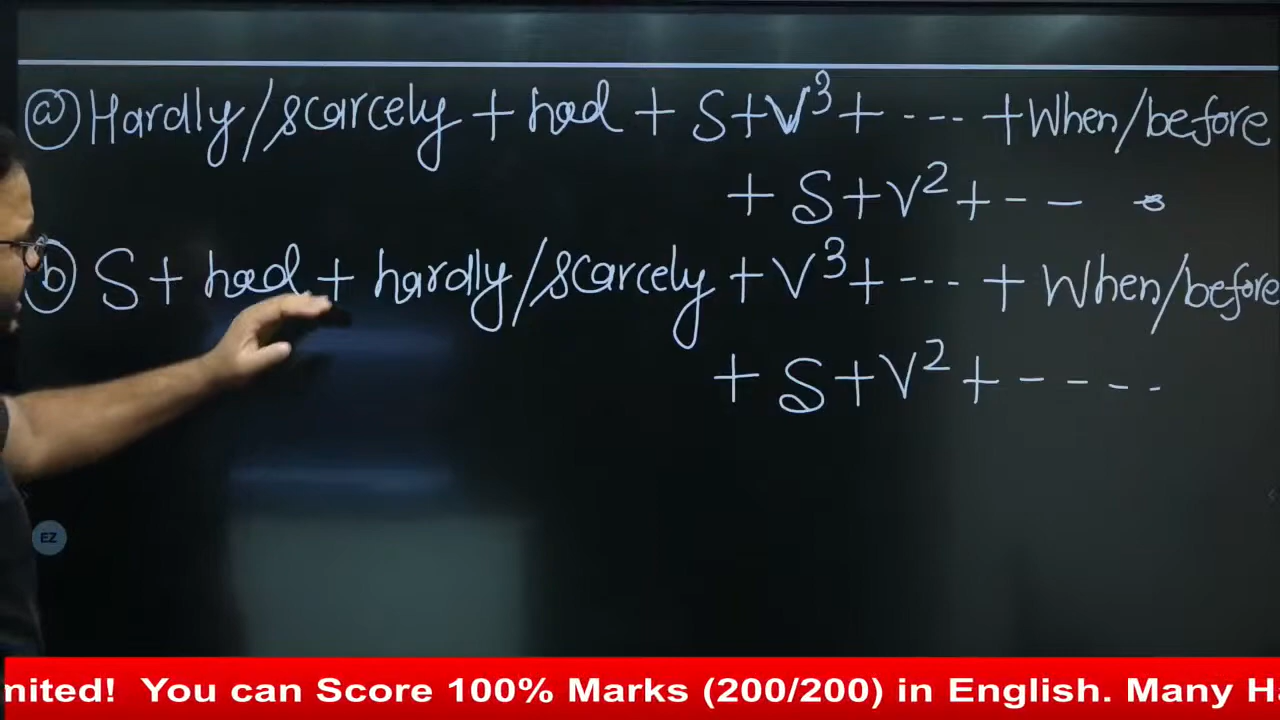 a) Hardly/scarcely + had + S + V³ + --- + When/before
+ S + V² + --
b) S + had + hardly/scarcely + V³ + --- + When/before
+ S + V² + ----
EZ
mited! You can Score 100% Marks (200/200) in English. Many Ha